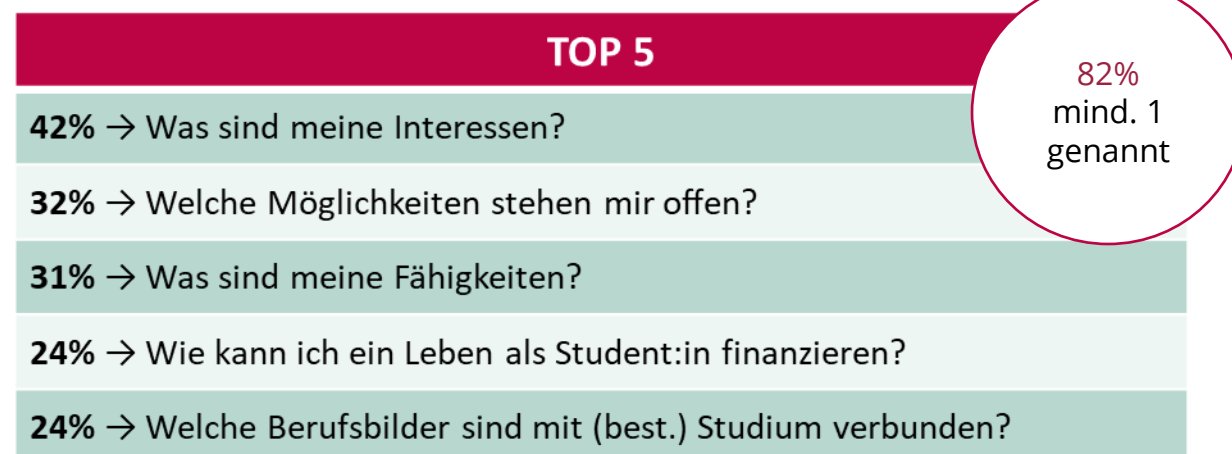 TOP 5
82%
mind. 1
genannt
42% → Was sind meine Interessen?
32% → Welche Möglichkeiten stehen mir offen?
31% → Was sind meine Fähigkeiten?
24% → Wie kann ich ein Leben als Student:in finanzieren?
24% → Welche Berufsbilder sind mit (best.) Studium verbunden?